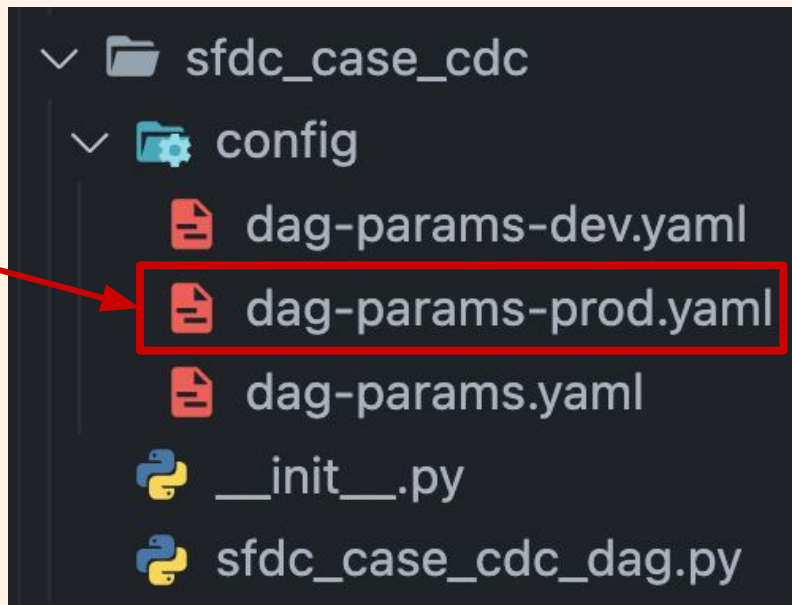 sfdc_case_cdc
config
dag-params-dev.yaml
dag-params-prod.yaml
dag-params.yaml
__init__.py
sfdc_case_cdc_dag.py